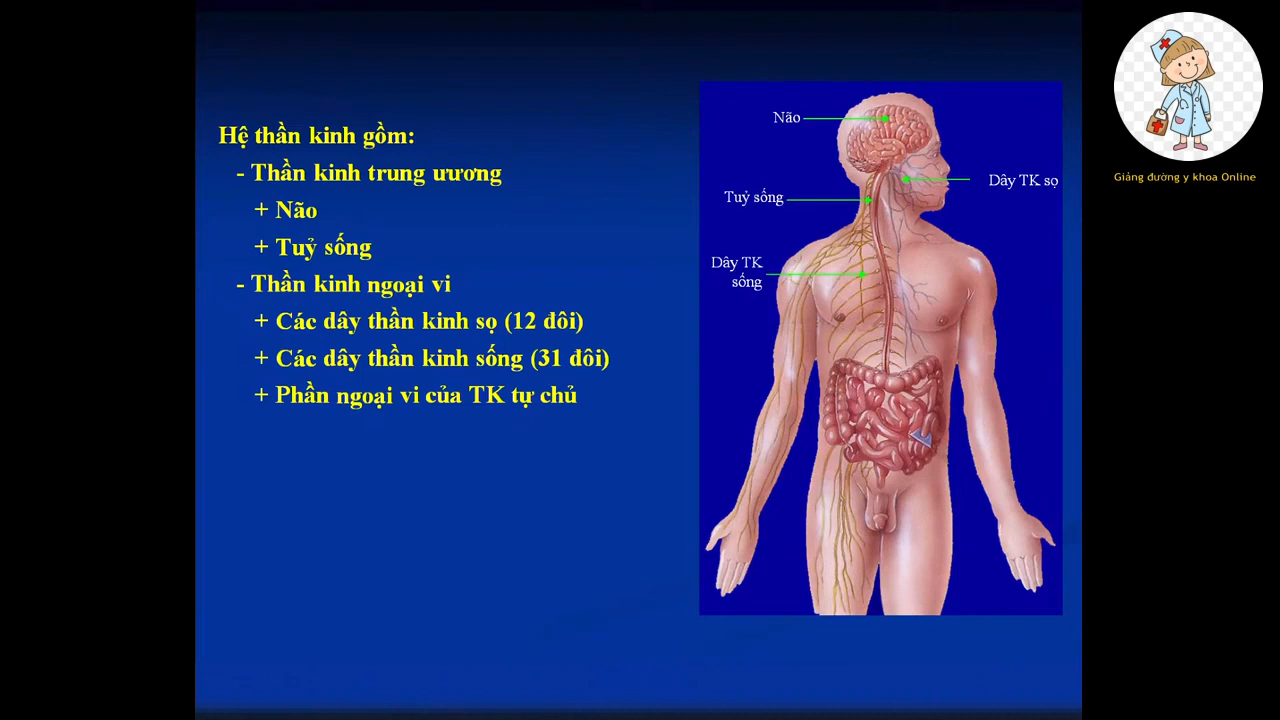 Hệ thần kinh gồm:
- Thần kinh trung ương
+ Não
+ Tuỷ sống
- Thần kinh ngoại vi
+ Các dây thần kinh sọ (12 đôi)
+ Các dây thần kinh sống (31 đôi)
+ Phần ngoại vi của TK tự chủ
Não
Dây TK sọ
Tuỷ sống
Dây TK
sống
Giảng đường y khoa Online